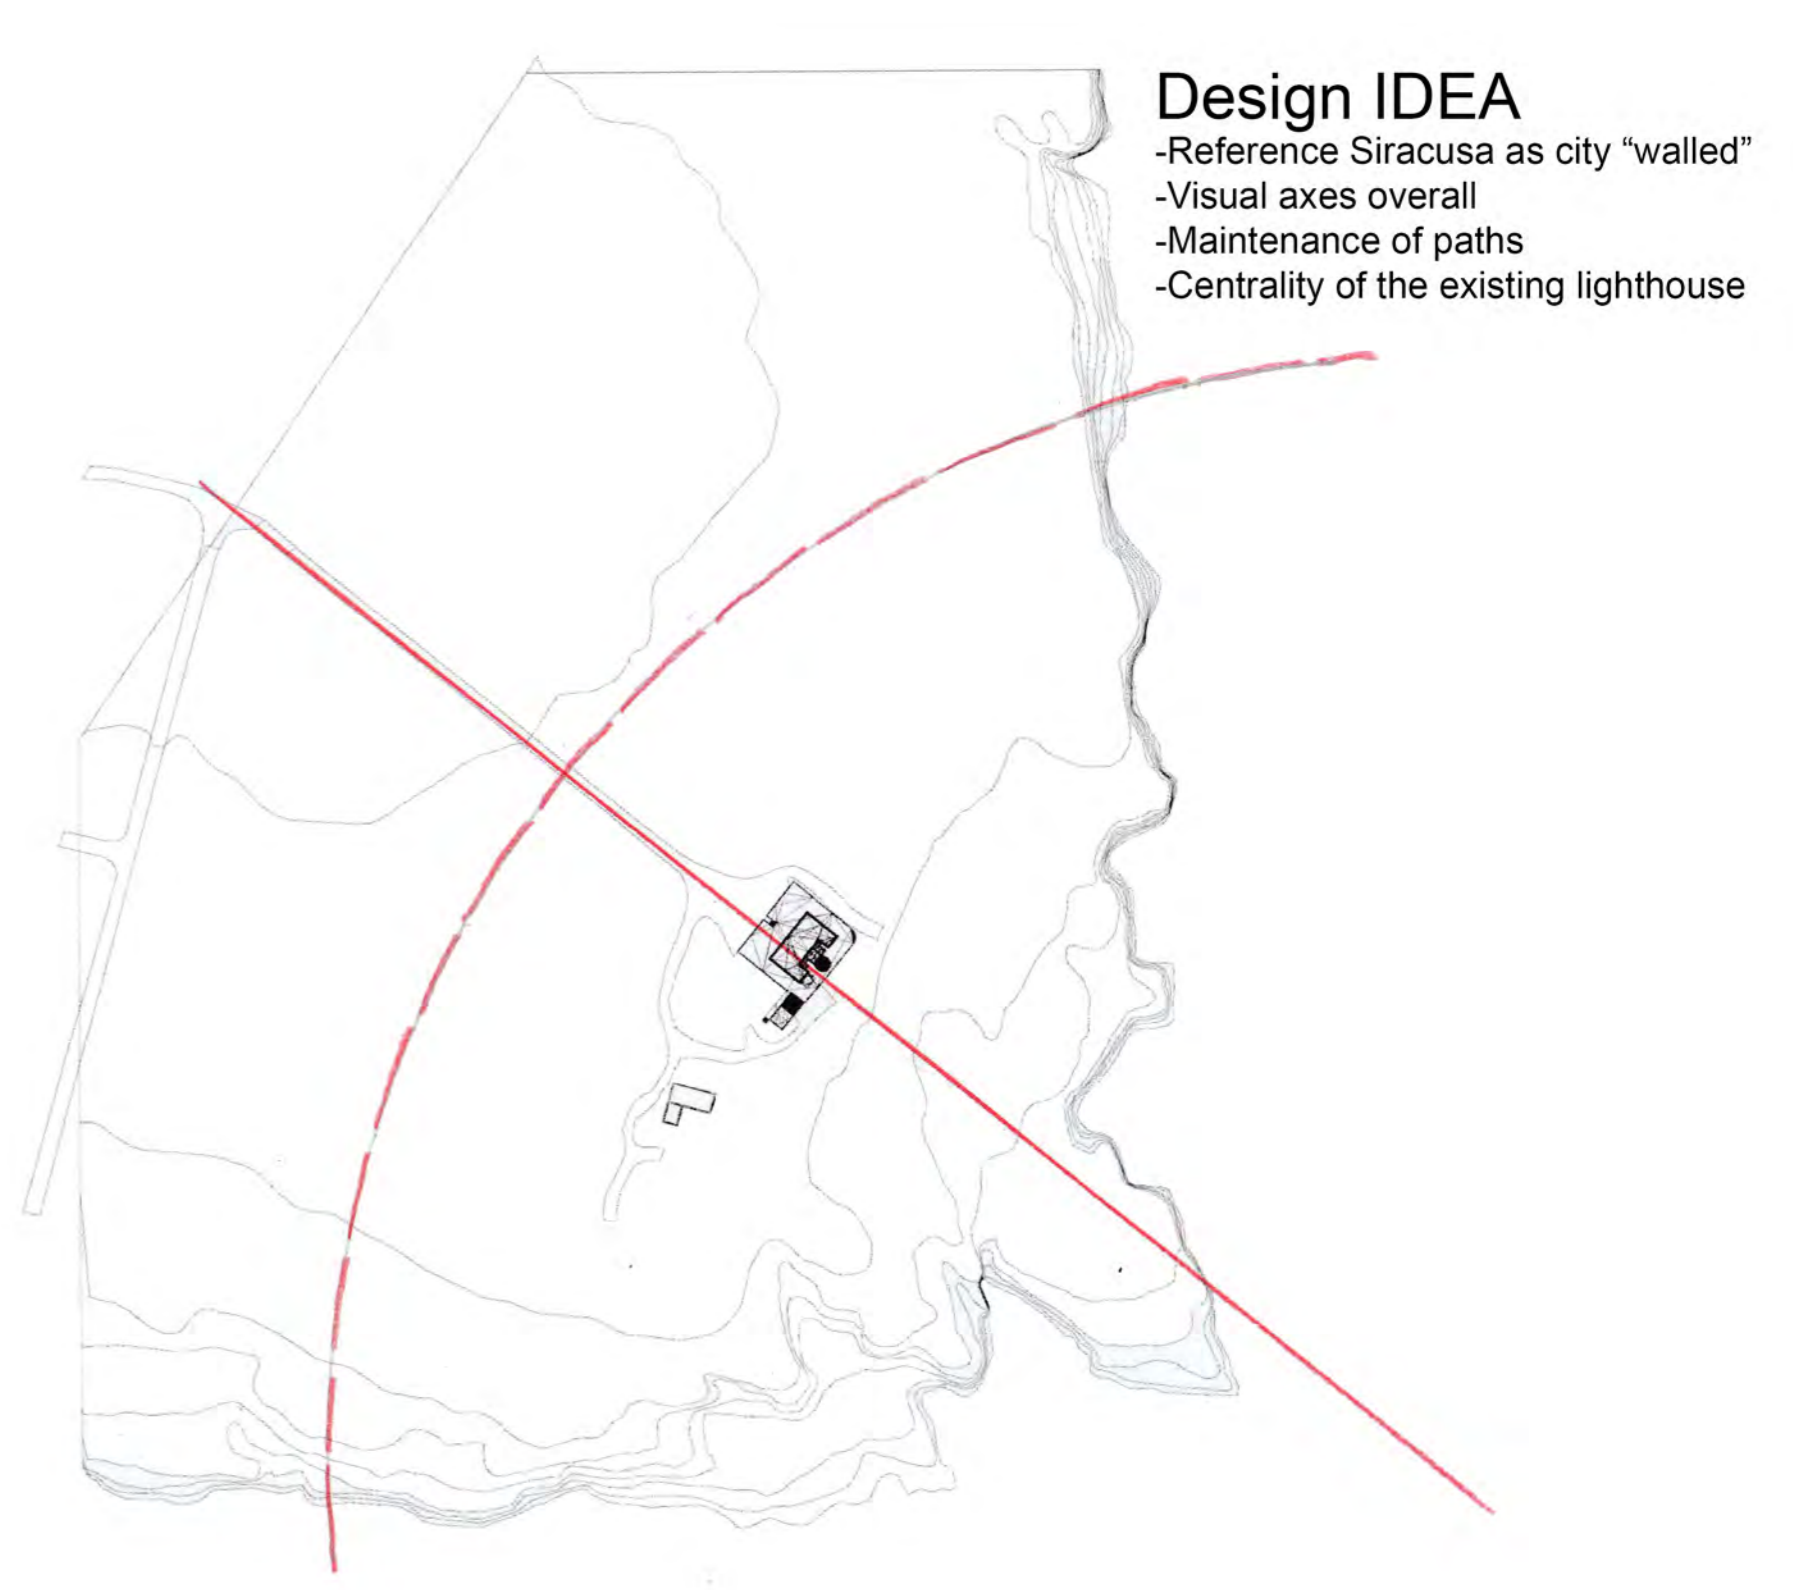 Design IDEA
-Reference Siracusa as city “walled”
-Visual axes overall
-Maintenance of paths
-Centrality of the existing lighthouse